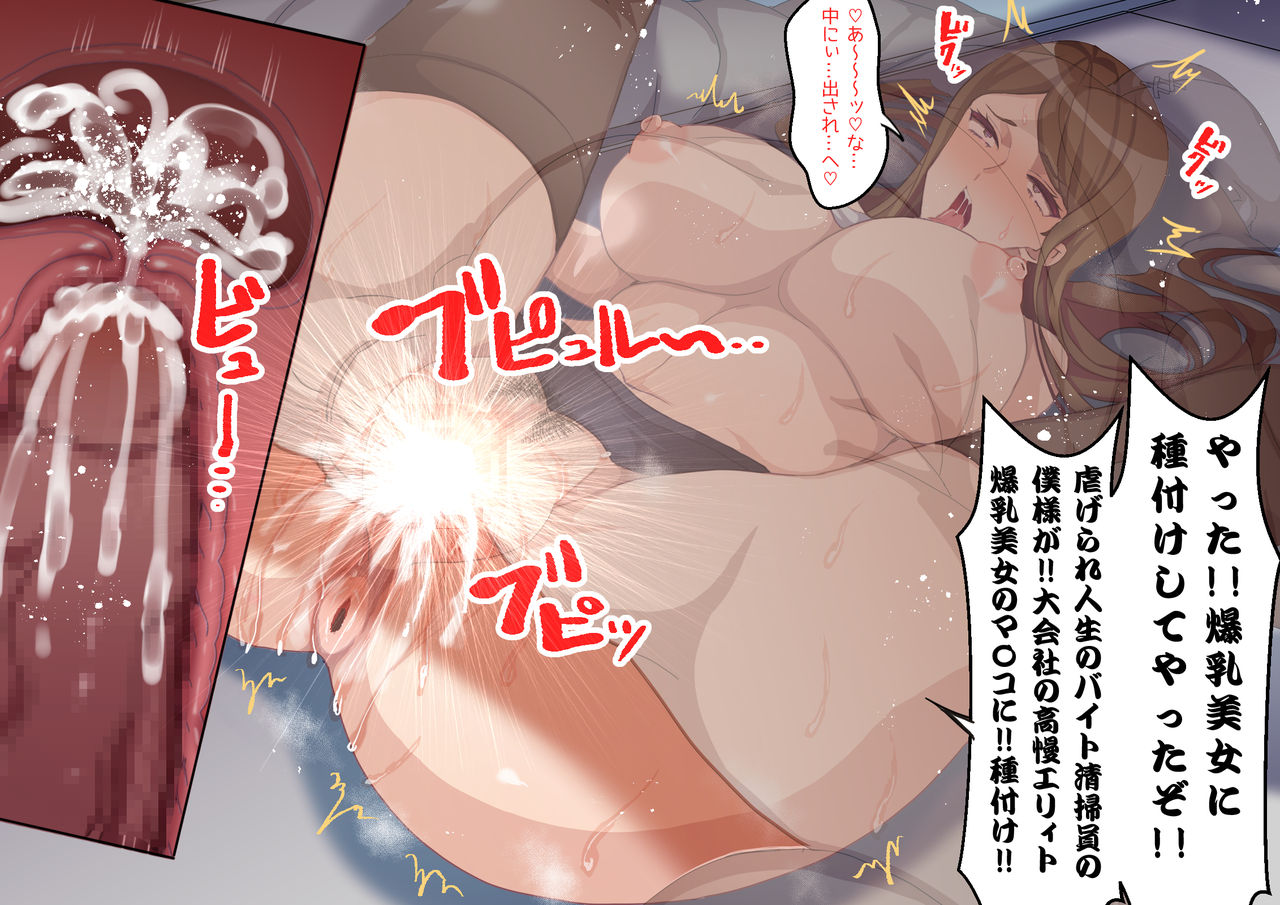 やった!!爆乳美女に
種付けしてやったぞ!!
虐げられ人生のバイト清掃員の
僕様が!!大会社の高慢エリィト
爆乳美女のマ〇コに!!種付け!!
♡あ～～～ッ♡な…
中にぃ…出され…へ♡
ビクッ
ビクッ
ブピュルルぃ‥
ビュー…
ブピッ